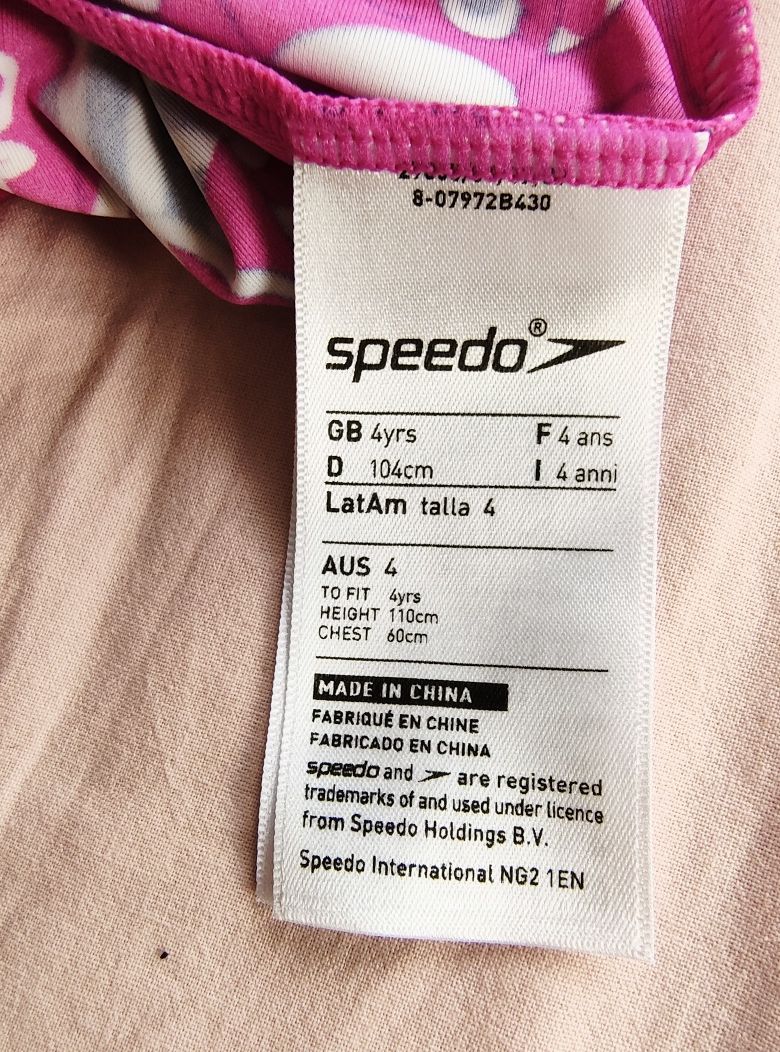 8-07972B430
speedo®
GB 4yrs F 4 ans
D 104cm I 4 anni
LatAm talla 4
AUS 4
TO FIT 4yrs
HEIGHT 110cm
CHEST 60cm
MADE IN CHINA
FABRIQUÉ EN CHINE
FABRICADO EN CHINA
speedo and are registered
trademarks of and used under licence
from Speedo Holdings B.V.
Speedo International NG2 1EN